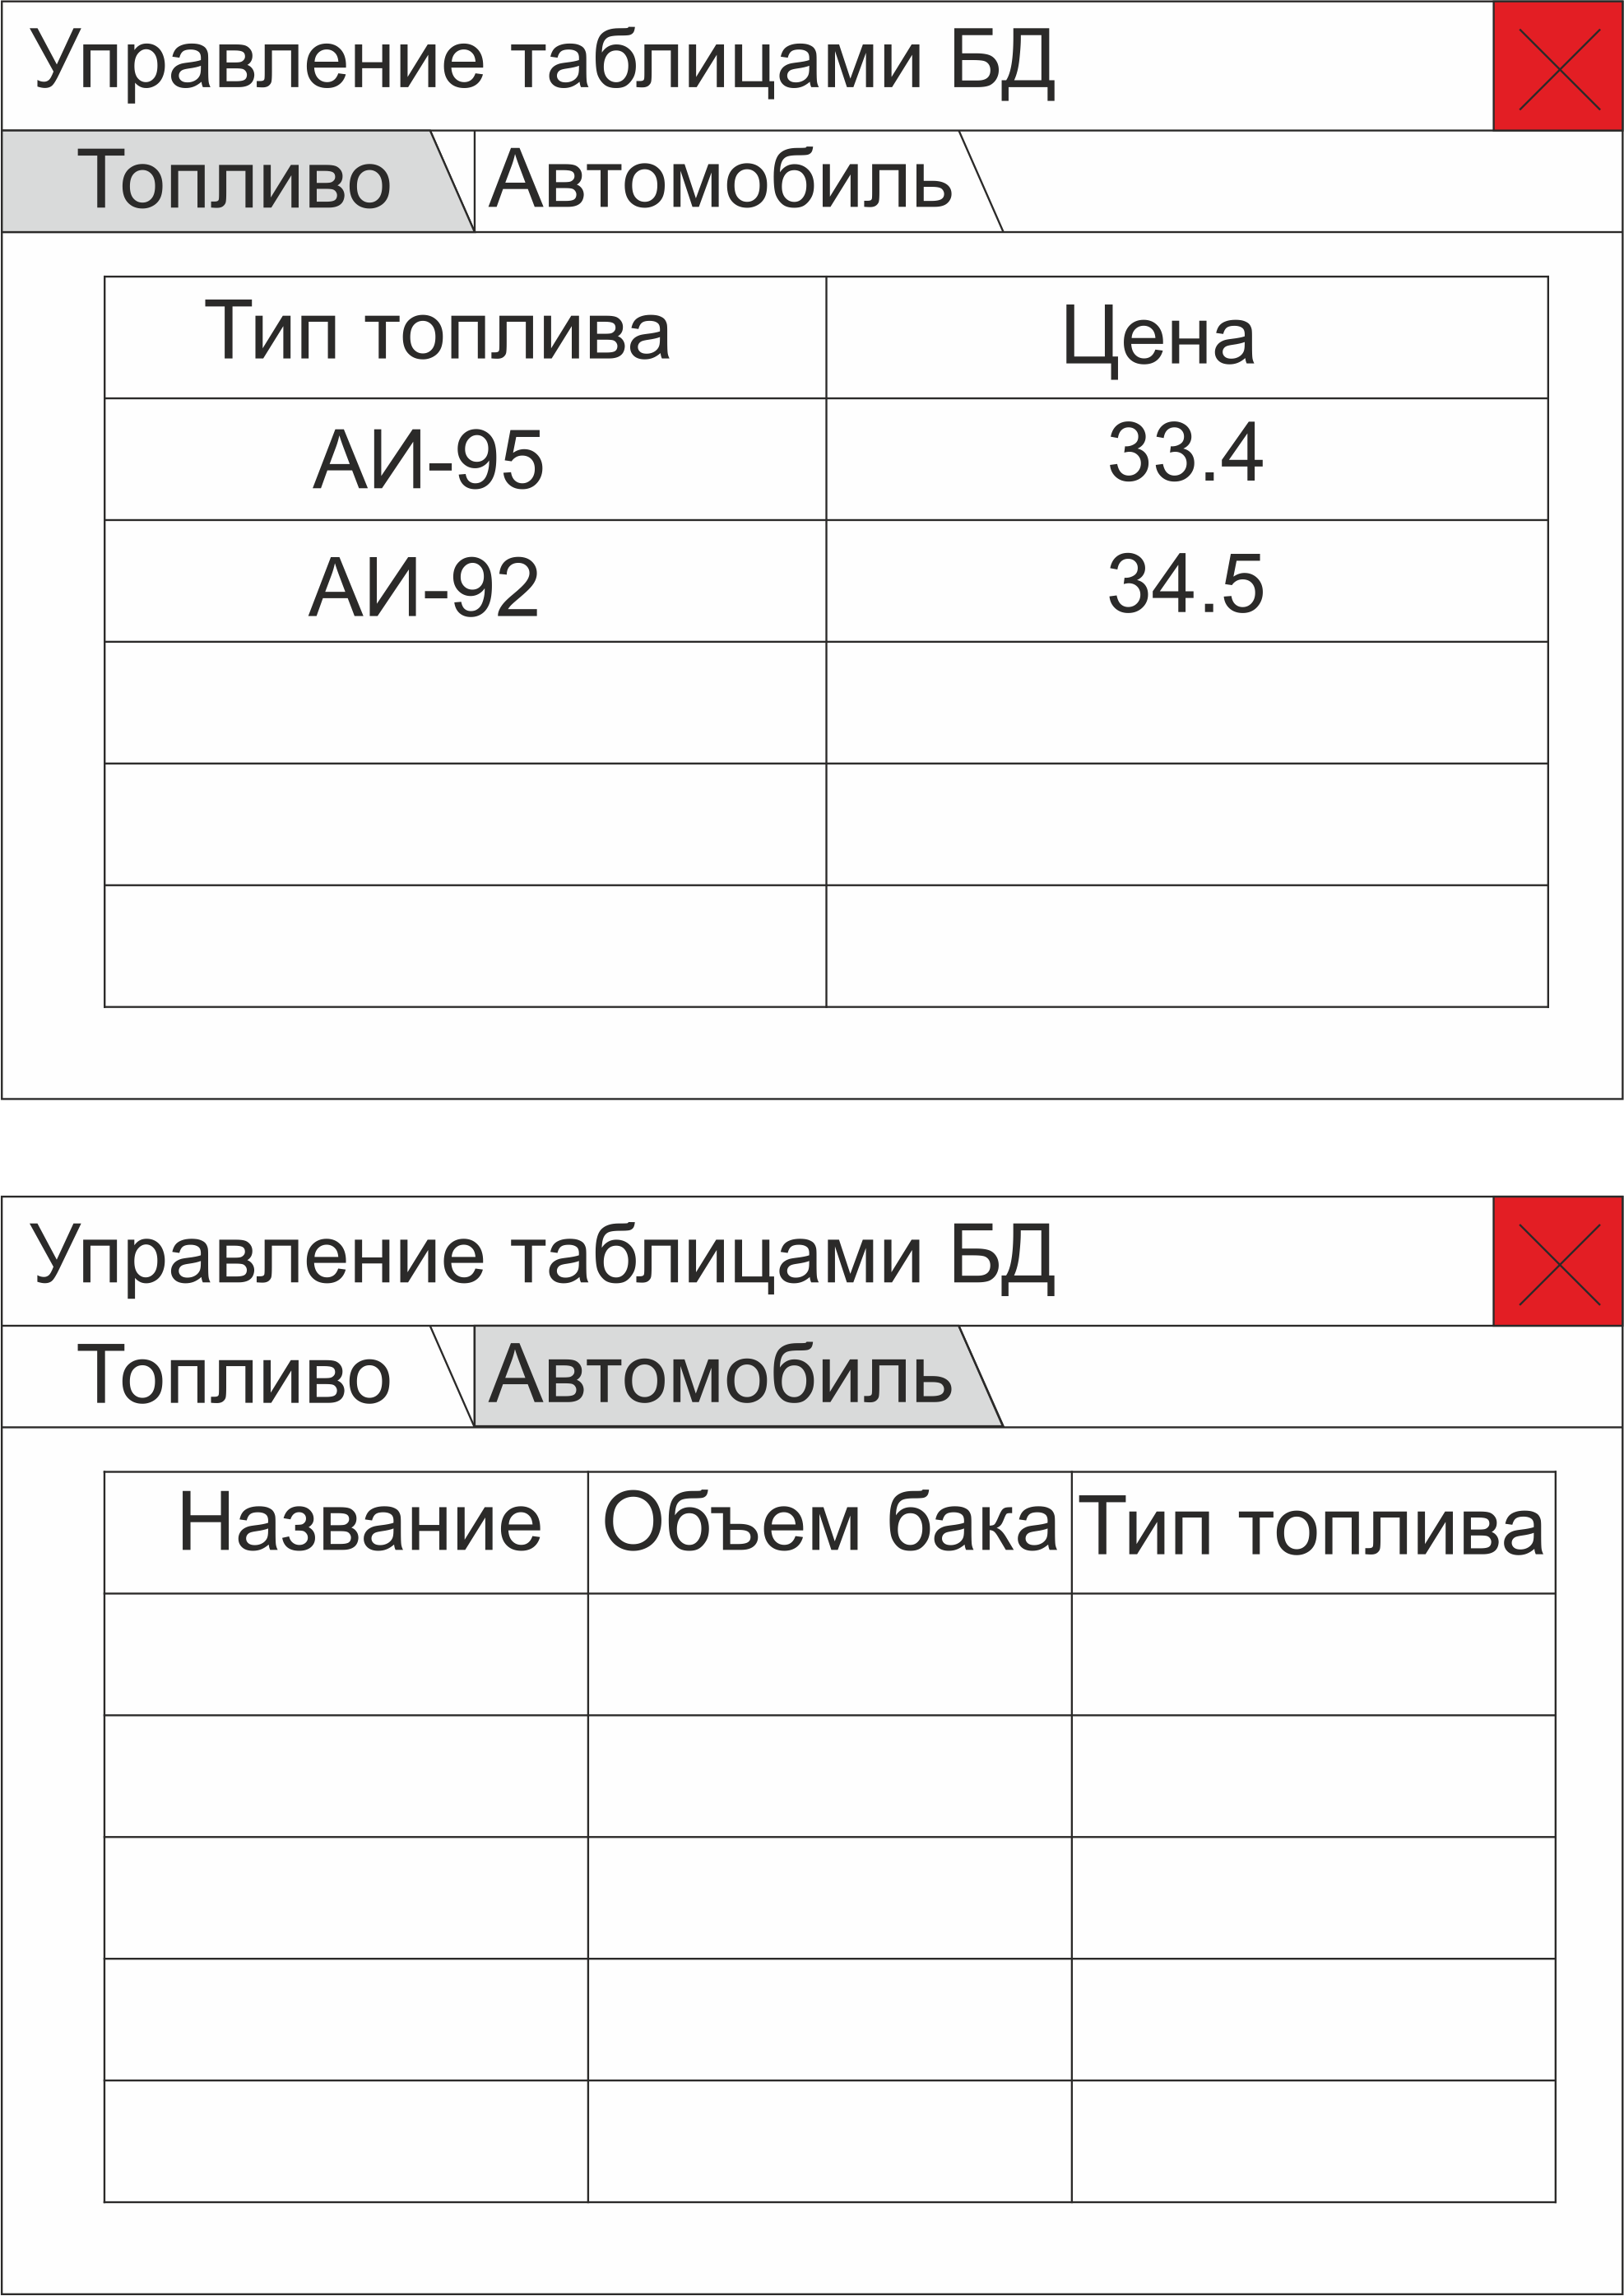 Управление таблицами БД
Топливо Автомобиль
Тип топлива Цена
АИ-95 33.4
АИ-92 34.5
Управление таблицами БД
Топливо Автомобиль
Название Объем бака Тип топлива